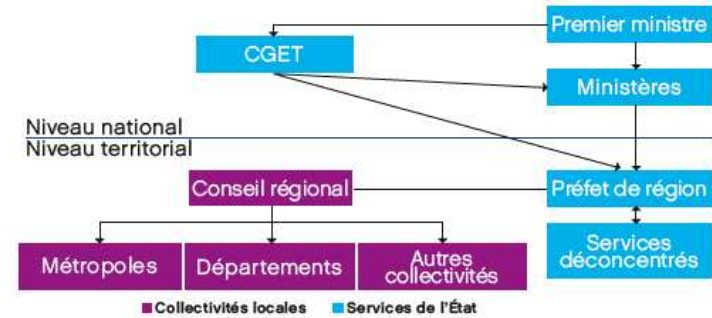 Premier ministre
CGET
Ministères
Niveau national
Niveau territorial
Conseil régional
Préfet de région
Métropoles
Départements
Autres
collectivités
Services
déconcentrés
Collectivités locales
Services de l'État